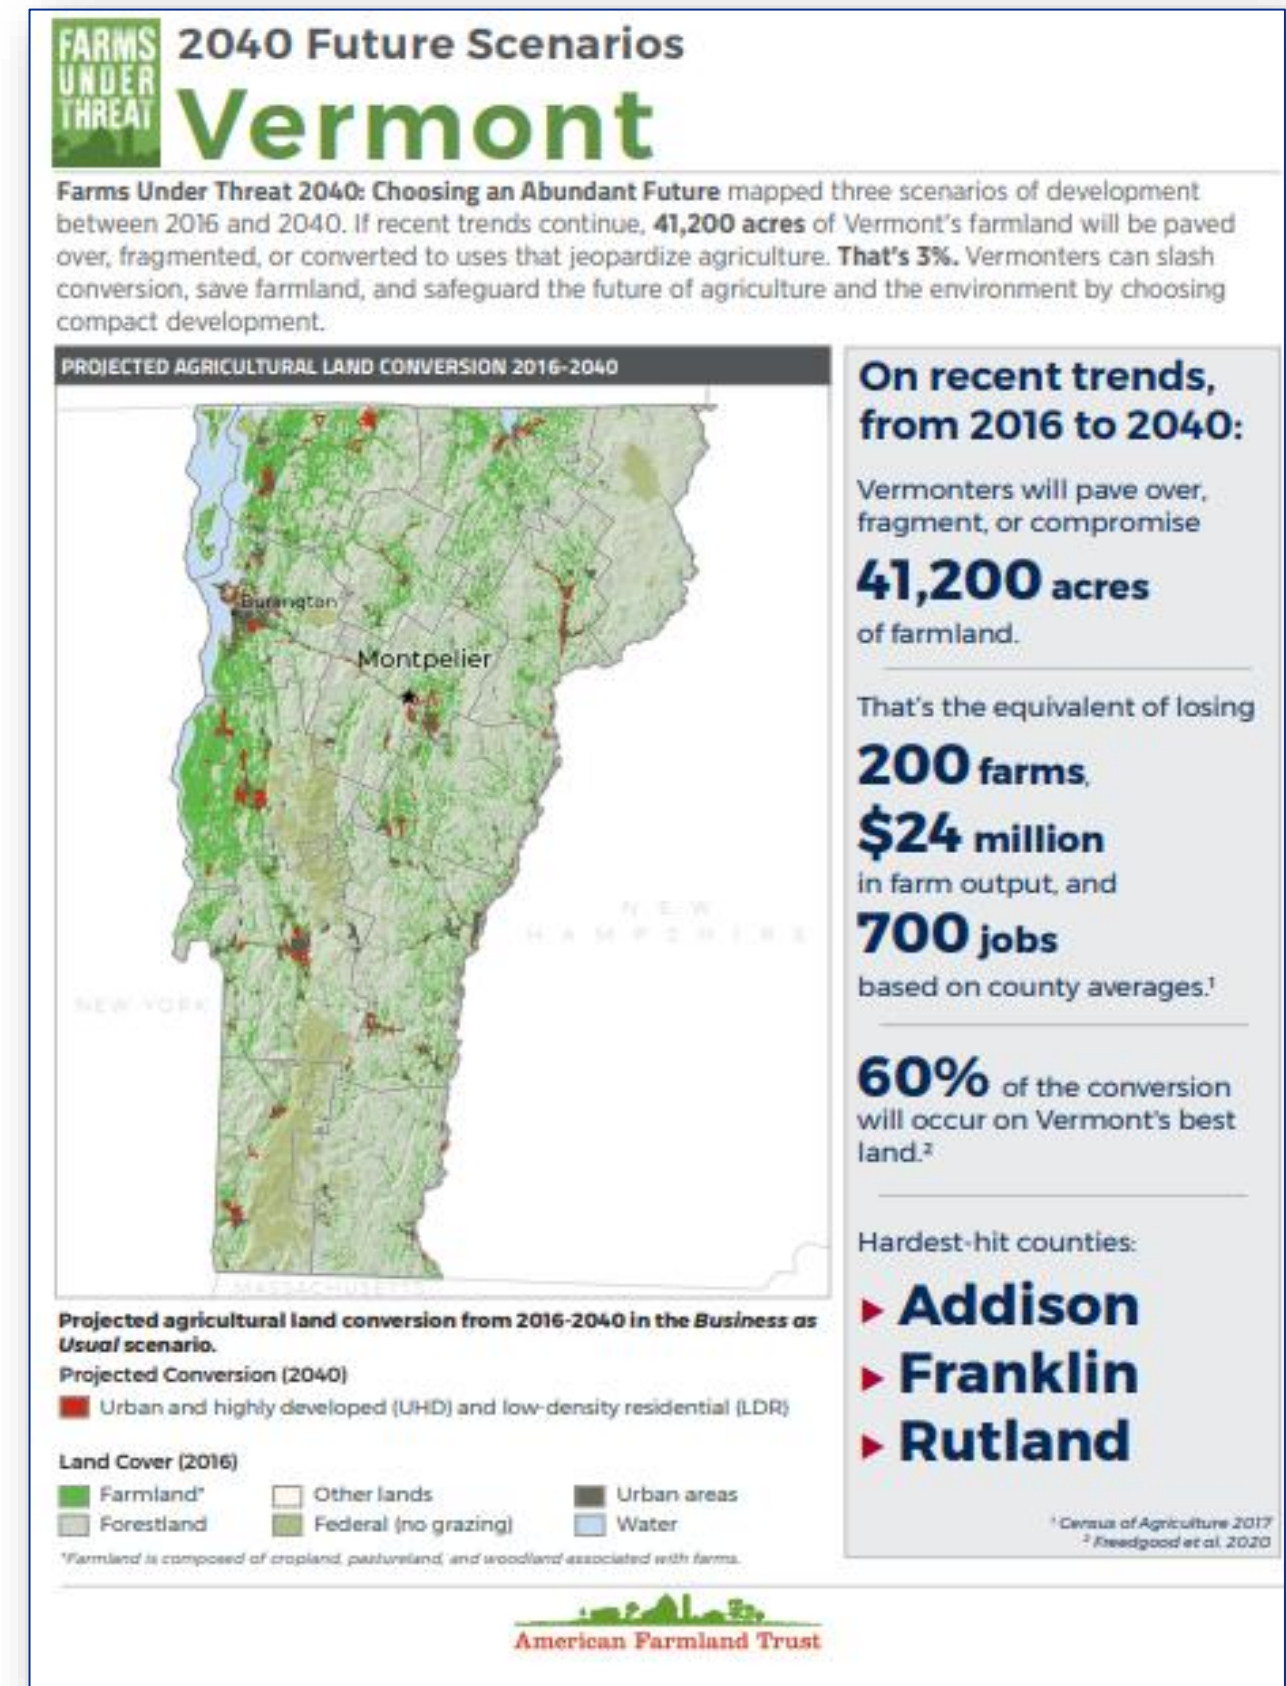 FARMS
UNDER
THREAT
2040 Future Scenarios
Vermont
Farms Under Threat 2040: Choosing an Abundant Future mapped three scenarios of development
between 2016 and 2040. If recent trends continue, 41,200 acres of Vermont's farmland will be paved
over, fragmented, or converted to uses that jeopardize agriculture. That's 3%. Vermonters can slash
conversion, save farmland, and safeguard the future of agriculture and the environment by choosing
compact development.
PROJECTED AGRICULTURAL LAND CONVERSION 2016-2040
Burlington
Montpelier
NEW
HAMPSHIRE
NEW YORK
MASSACHUSETTS
Projected agricultural land conversion from 2016-2040 in the Business as
Usual scenario.
Projected Conversion (2040)
Urban and highly developed (UHD) and low-density residential (LDR)
Land Cover (2016)
Farmland*
Other lands
Urban areas
Forestland
Federal (no grazing)
Water
*Farmland is composed of cropland, pastureland, and woodland associated with farms.
On recent trends,
from 2016 to 2040:
Vermonters will pave over,
fragment, or compromise
41,200 acres
of farmland.
That's the equivalent of losing
200 farms,
$24 million
in farm output, and
700 jobs
based on county averages.¹
60% of the conversion
will occur on Vermont's best
land.²
Hardest-hit counties:
▸ Addison
▸ Franklin
▸ Rutland
¹ Census of Agriculture 2017
² Freedgood et al. 2020
American Farmland Trust